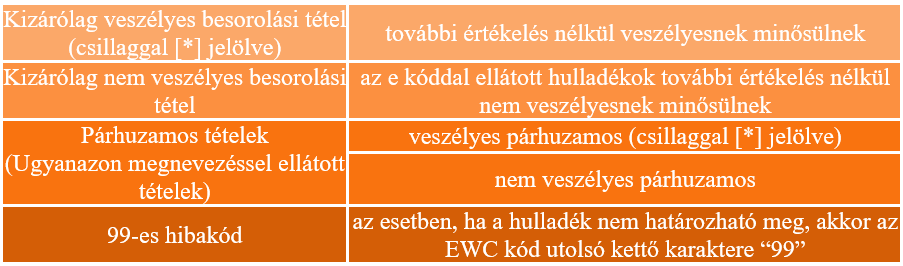 Kizárólag veszélyes besorolási tétel
(csillaggal [*] jelölve)
további értékelés nélkül veszélyesnek minősülnek
Kizárólag nem veszélyes besorolási
tétel
az e kóddal ellátott hulladékok további értékelés nélkül
nem veszélyesnek minősülnek
Párhuzamos tételek
(Ugyanazon megnevezéssel ellátott
tételek)
veszélyes párhuzamos (csillaggal [*] jelölve)
nem veszélyes párhuzamos
99-es hibakód
az esetben, ha a hulladék nem határozható meg, akkor az
EWC kód utolsó kettő karaktere “99”